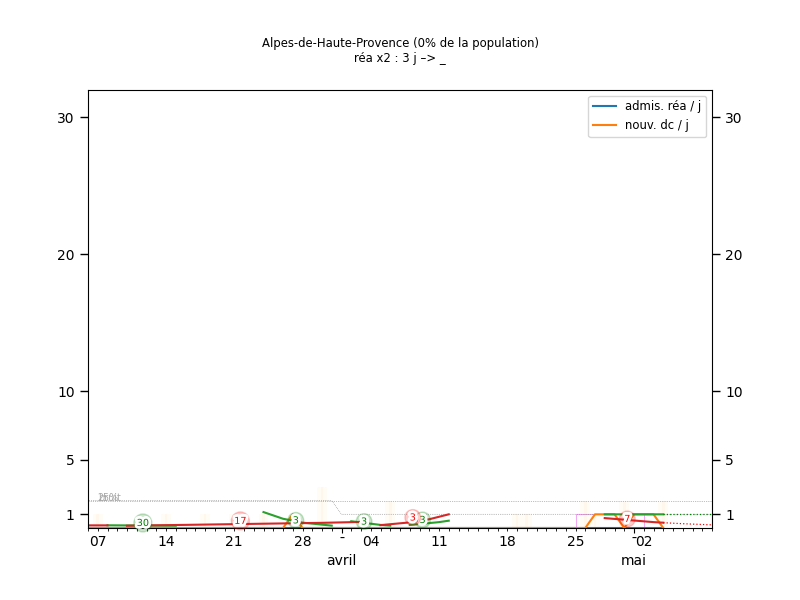 Alpes-de-Haute-Provence (0% de la population)
réa x2 : 3 j –> _
admis. réa / j
nouv. dc / j
30 30
20 20
10 10
5 5
1 1
30 17 3 3 3 3 7
07 14 21 28 - 04 11 18 25 -02
avril mai